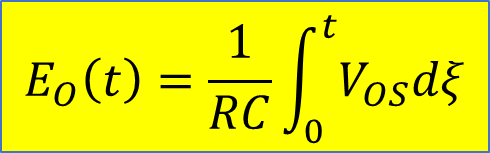 E_O(t) = \frac{1}{RC} \int_0^t V_{OS} d\xi